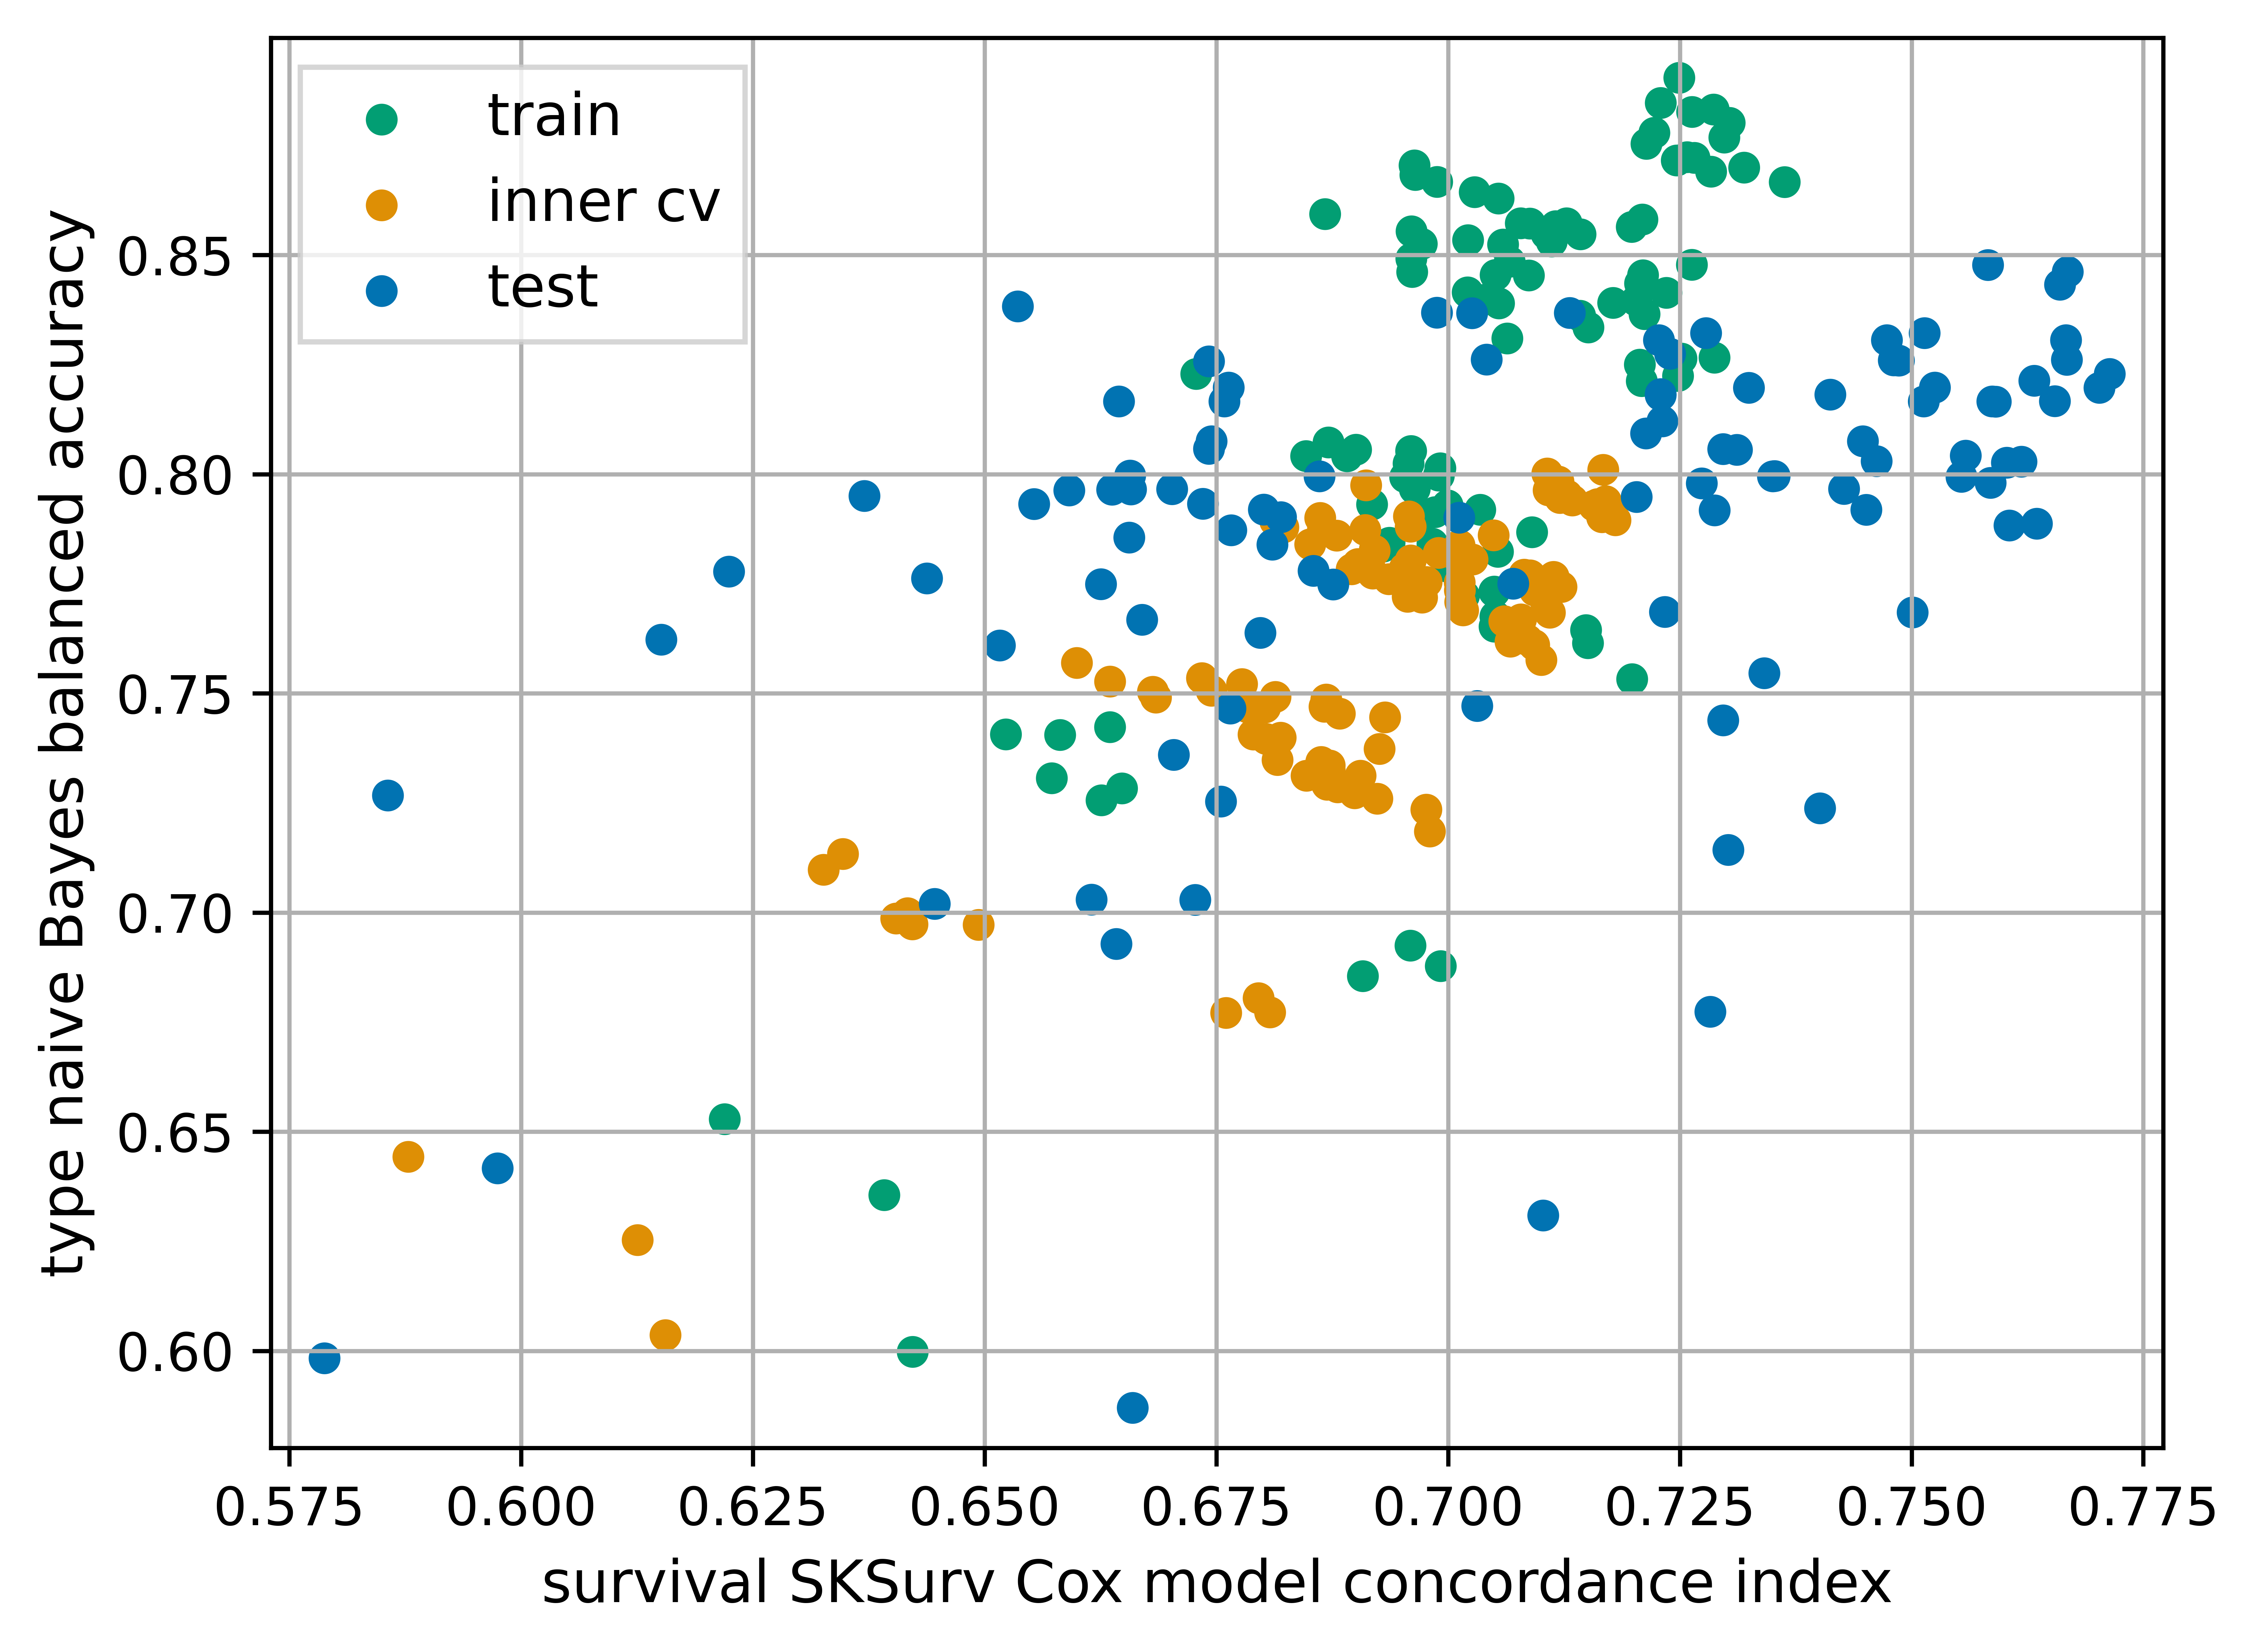 train
inner cv
test
type naive Bayes balanced accuracy
0.85
0.80
0.75
0.70
0.65
0.60
0.575 0.600 0.625 0.650 0.675 0.700 0.725 0.750 0.775
survival SKSurv Cox model concordance index